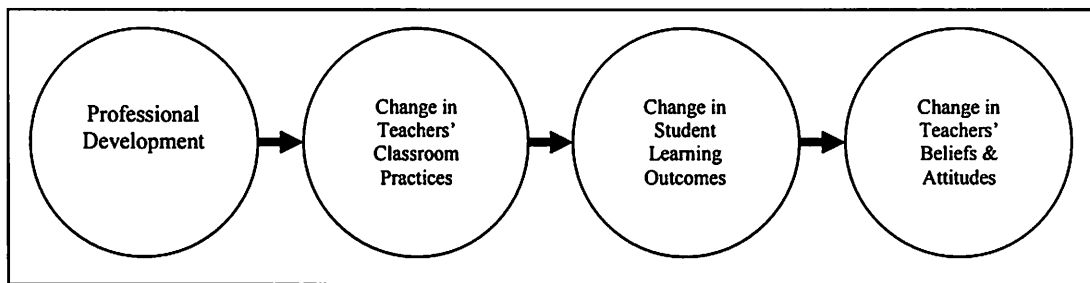 Professional
Development
Change in
Teachers'
Classroom
Practices
Change in
Student
Learning
Outcomes
Change in
Teachers'
Beliefs &
Attitudes